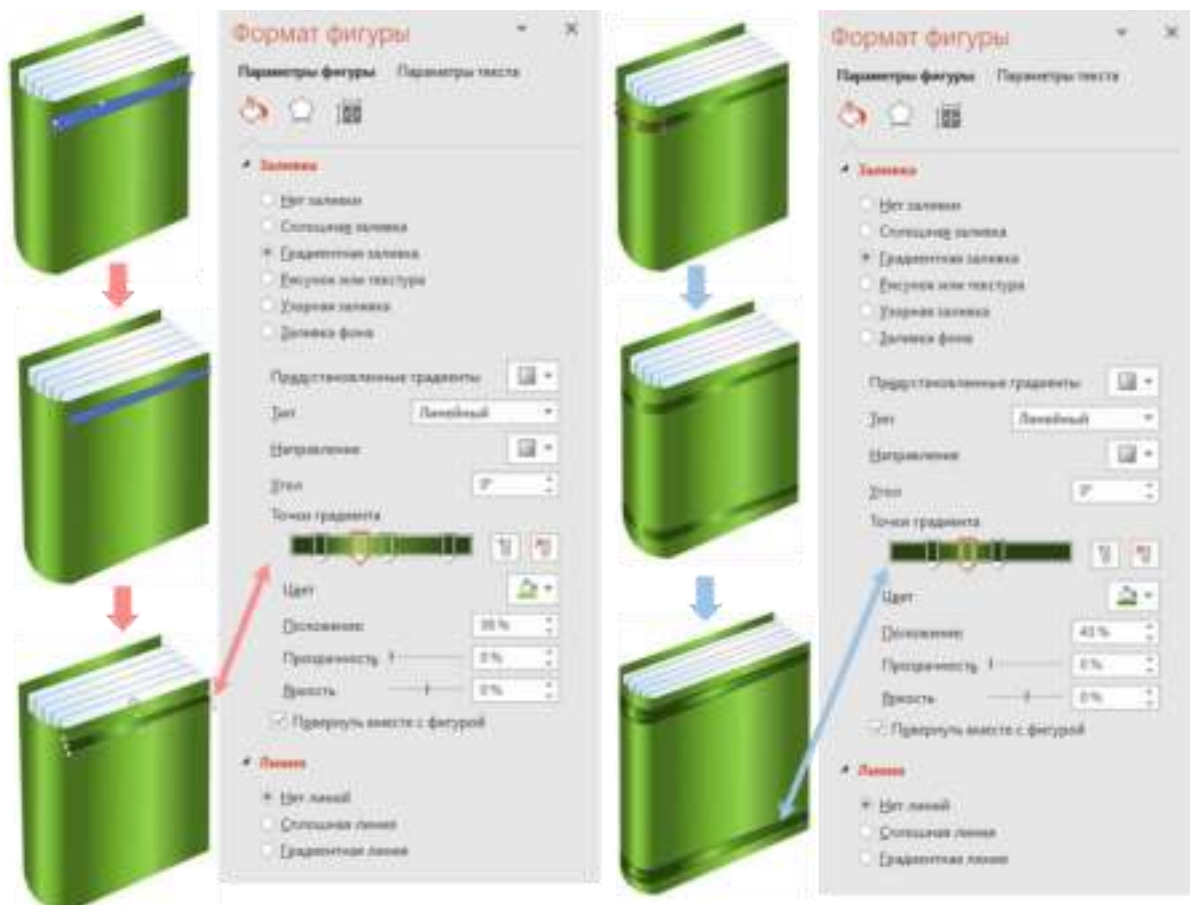 Формат фигуры
Параметры фигуры Параметры текста
Заливка
Нет заливки
Сплошная заливка
Градиентная заливка
Рисунок или текстура
Узорная заливка
Заливка фона
Предустановленные градиенты
Тип Линейный
Направление
Угол 0°
Точки градиента
Цвет
Положение 38 %
Прозрачность 0 %
Яркость 0 %
Повернуть вместе с фигурой
Линия
Нет линий
Сплошная линия
Градиентная линия
Формат фигуры
Параметры фигуры Параметры текста
Заливка
Нет заливки
Сплошная заливка
Градиентная заливка
Рисунок или текстура
Узорная заливка
Заливка фона
Предустановленные градиенты
Тип Линейный
Направление
Угол 0°
Точки градиента
Цвет
Положение 43 %
Прозрачность 0 %
Яркость 0 %
Повернуть вместе с фигурой
Линия
Нет линий
Сплошная линия
Градиентная линия